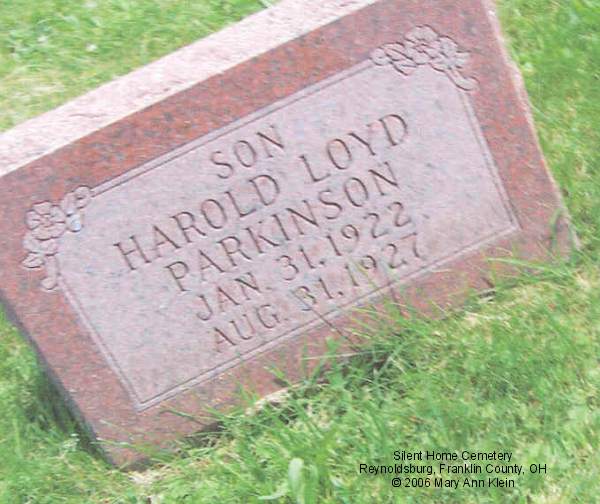 SON
HAROLD LOYD
PARKINSON
JAN. 31, 1922
AUG. 31, 1927
Silent Home Cemetery
Reynoldsburg, Franklin County, OH
© 2006 Mary Ann Klein